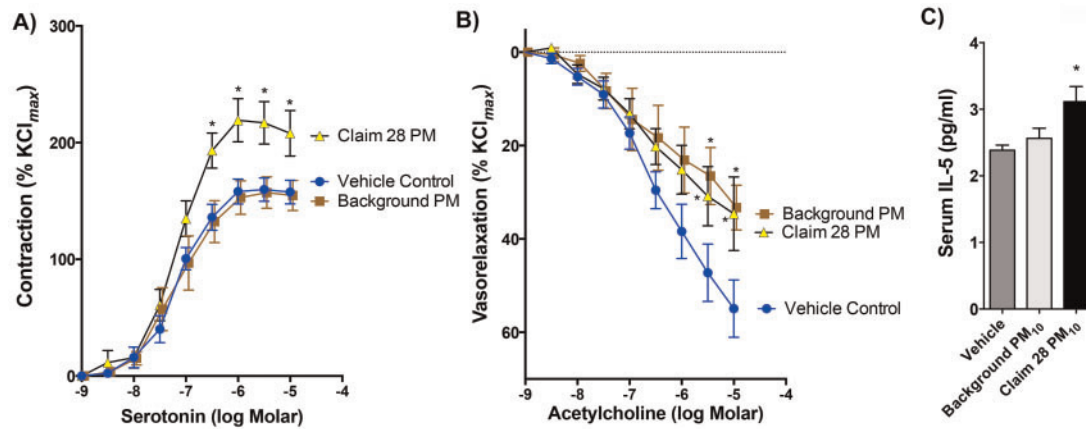 A)
300
200
100
0
-9 -8 -7 -6 -5 -4
Contraction (% KCl max)
Serotonin (log Molar)
* * * *
Claim 28 PM
Vehicle Control
Background PM
B)
0
20
40
60
-9 -8 -7 -6 -5 -4
Vasorelaxation (% KCl max)
Acetylcholine (log Molar)
* *
* *
Background PM
Claim 28 PM
Vehicle Control
C)
4
3
2
1
0
Serum IL-5 (pg/ml)
*
Vehicle
Background PM10
Claim 28 PM10